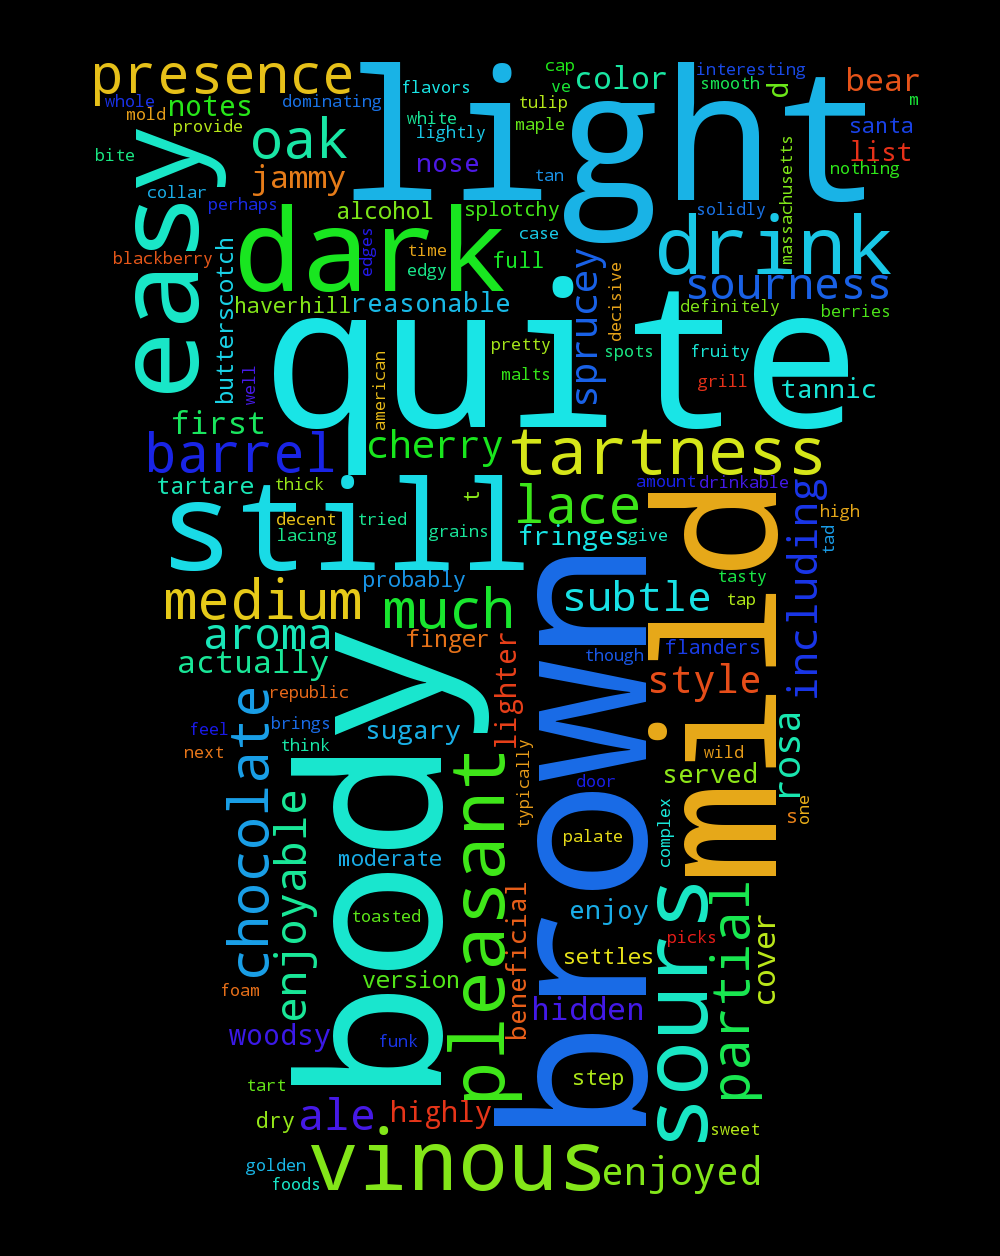 presence
light
flavors
cap
ve
color
interesting
smooth
d
bear
m
whole
mold
notes
dominating
provide
oak
white
lightly
tulip
maple
santa
list
nothing
bite
easy
jammy
nose
tan
massachusetts
collar
perhaps
alcohol
splotchy
solidly
drink
dark
edges
time
edgy
case
full
blackberry
butterscotch
sprucey
decisive
sourness
haverhill
reasonable
definitely
berries
quite
pretty
spots
fruity
malts
grill
tannic
well
american
first
barrel
cherry
tartness
tartare
thick
t
lace
amount
drinkable
including
high
tad
still
decent
tried
lacing
grains
fringes
give
mild
probably
medium
much
subtle
tasty
tap
aroma
finger
lighter
though
flanders
actually
style
body
brown
republic
chocolate
brings
feel
next
think
sugary
typically
wild
served
rosa
door
s
one
pleasant
enjoyable
palate
complex
moderate
toasted
beneficial
enjoy
sours
partial
picks
cover
settles
version
foam
hidden
woodsy
funk
step
tart
dry
ale
highly
sweet
vinous
golden
foods
enjoyed